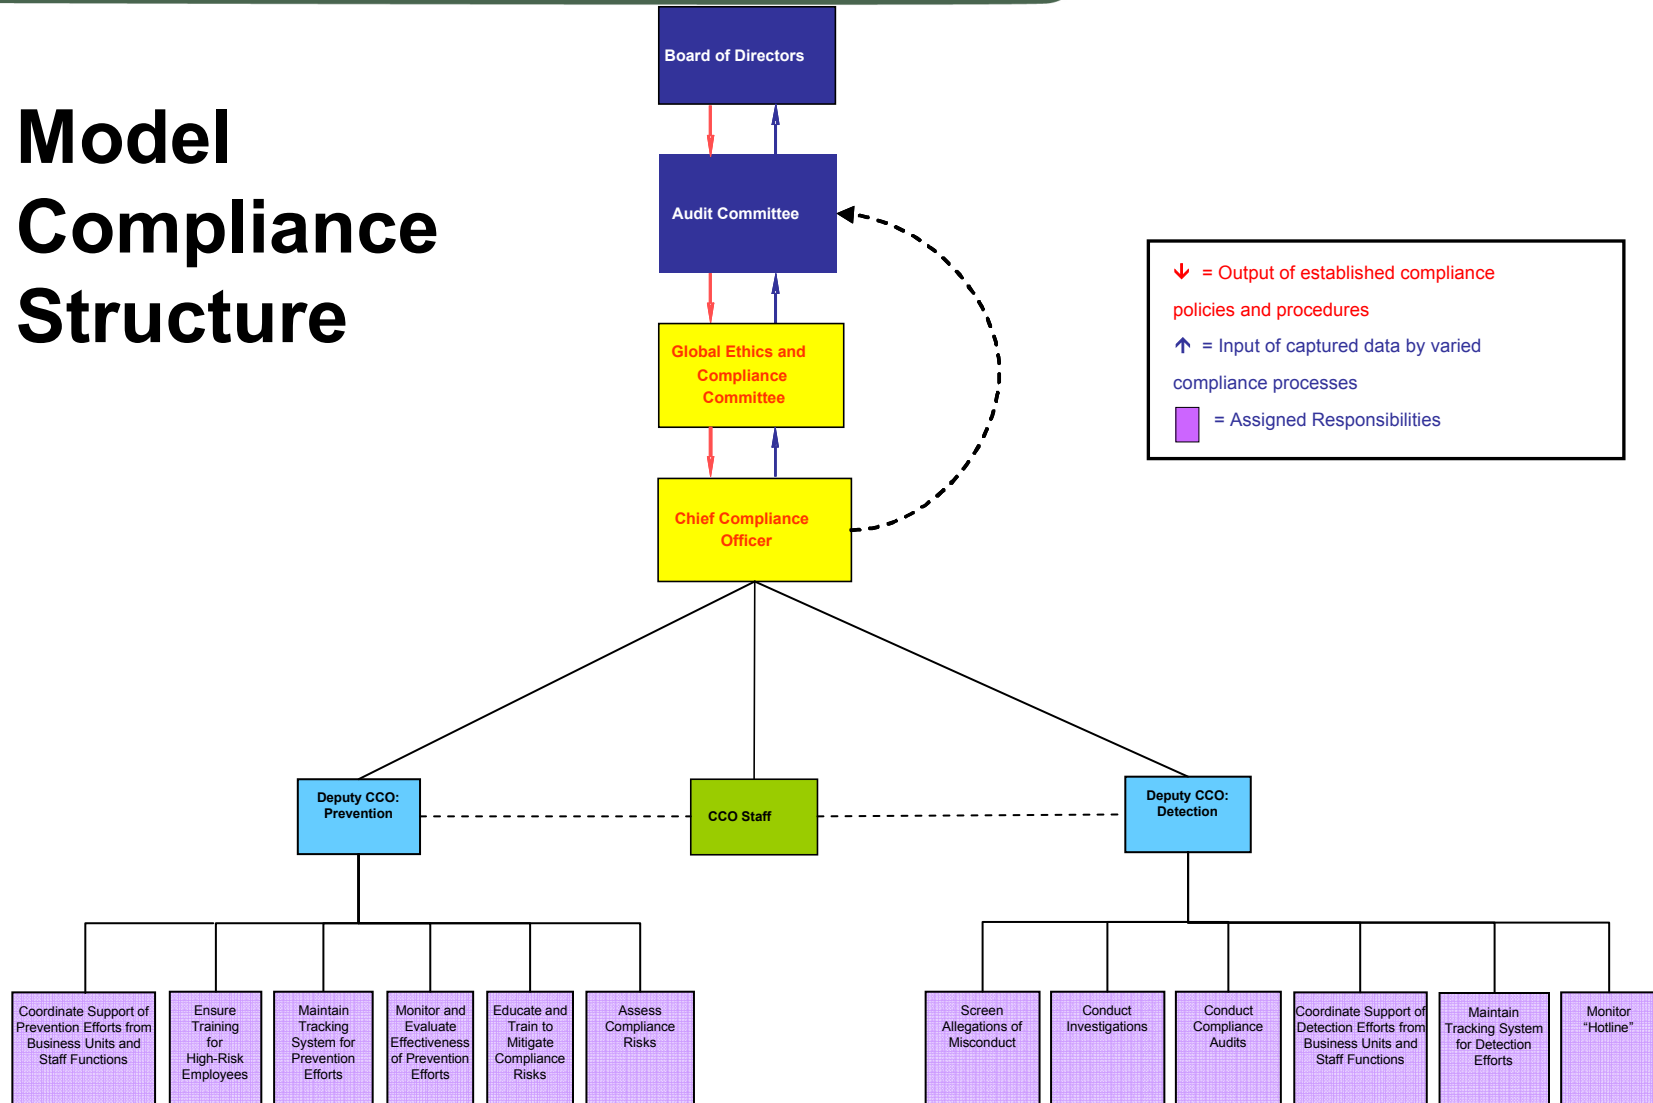 Model
Compliance
Structure
Board of Directors
Audit Committee
Global Ethics and
Compliance
Committee
Chief Compliance
Officer
↓ = Output of established compliance
policies and procedures
↑ = Input of captured data by varied
compliance processes
= Assigned Responsibilities
Deputy CCO:
Prevention
CCO Staff
Deputy CCO:
Detection
Coordinate Support of
Prevention Efforts from
Business Units and
Staff Functions
Ensure
Training
for
High-Risk
Employees
Maintain
Tracking
System for
Prevention
Efforts
Monitor and
Evaluate
Effectiveness
of Prevention
Efforts
Educate and
Train to
Mitigate
Compliance
Risks
Assess
Compliance
Risks
Screen
Allegations of
Misconduct
Conduct
Investigations
Conduct
Compliance
Audits
Coordinate Support of
Detection Efforts from
Business Units and
Staff Functions
Maintain
Tracking System
for Detection
Efforts
Monitor
“Hotline”